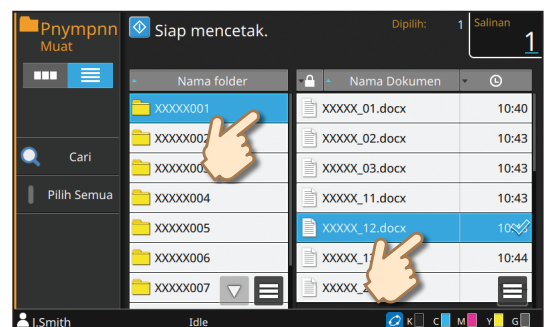 Pnympnn
Muat
Siap mencetak.
Dipilih: 1
Salinan
1
Nama folder
Nama Dokumen
XXXXX001
XXXXX_01.docx 10:40
XXXXX002
XXXXX_02.docx 10:43
XXXXX_03.docx 10:43
Cari
Pilih Semua
XXXXX004
XXXXX_11.docx 10:43
XXXXX005
XXXXX_12.docx
XXXXX006
10:44
XXXXX007
J.Smith
Idle
K C M Y G